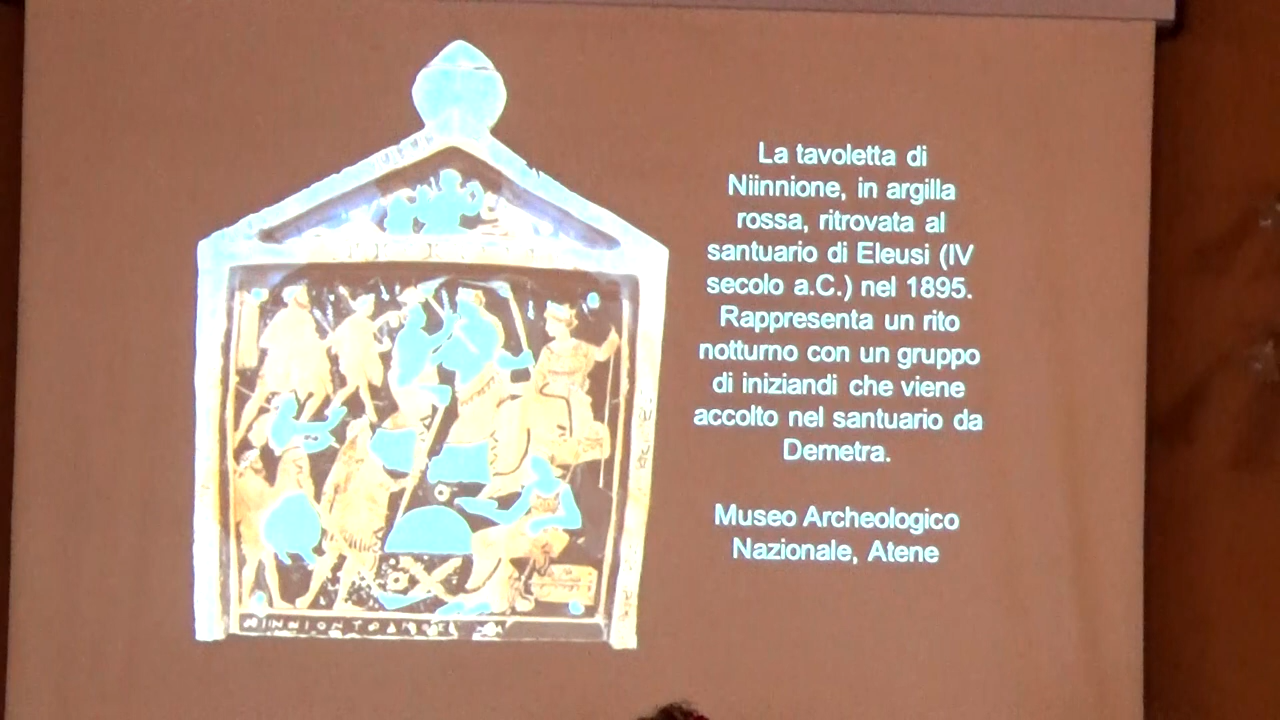 La tavoletta di
Niinnione, in argilla
rossa, ritrovata al
santuario di Eleusi (IV
secolo a.C.) nel 1895.
Rappresenta un rito
notturno con un gruppo
di iniziandi che viene
accolto nel santuario da
Demetra.
Museo Archeologico
Nazionale, Atene